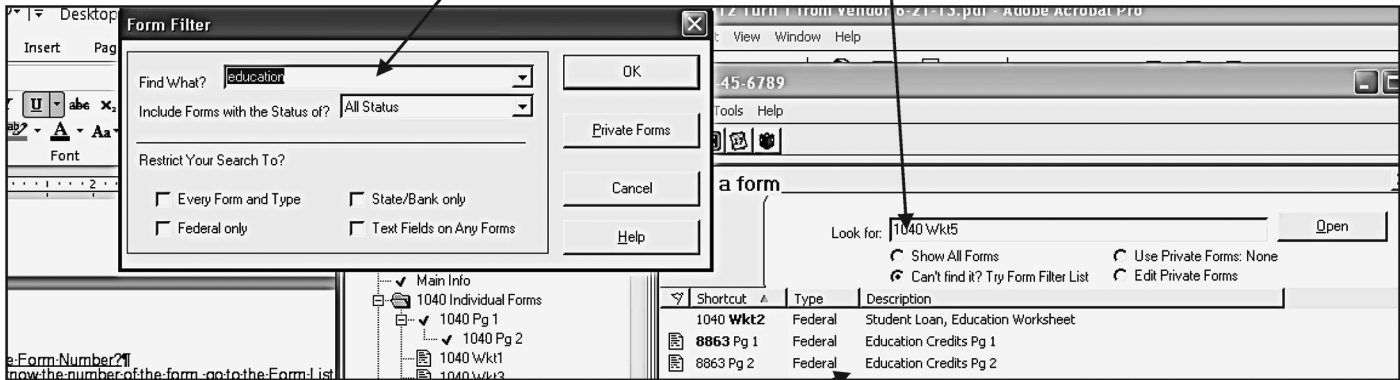 Desktop
Insert Pag
U abc x₂
A Aa
Font
2
Form Filter
Find What? education
Include Forms with the Status of? All Status
Restrict Your Search To?
Every Form and Type
State/Bank only
Federal only
Text Fields on Any Forms
OK
Private Forms
Cancel
Help
12 Turn 1 from Vendor 6-21-13.pdf - Adobe Acrobat Pro
View Window Help
-45-6789
Tools Help
a form
Look for: 1040 Wkt5
Open
Show All Forms
Use Private Forms: None
Can't find it? Try Form Filter List
Edit Private Forms
Shortcut Type Description
1040 Wkt2 Federal Student Loan, Education Worksheet
8863 Pg 1 Federal Education Credits Pg 1
8863 Pg 2 Federal Education Credits Pg 2
Main Info
1040 Individual Forms
1040 Pg 1
1040 Pg 2
1040 Wkt1
1040 Wkt3
e Form Number?¶
now the number of the form go to the Form List